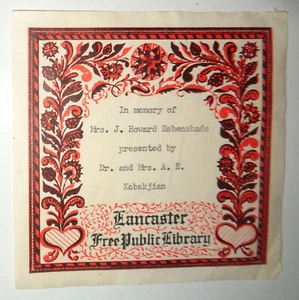 In memory of
Mrs. J. Howard Esbenshade
presented by
Dr. and Mrs. A. K.
Kabakjian
Lancaster
Free Public Library